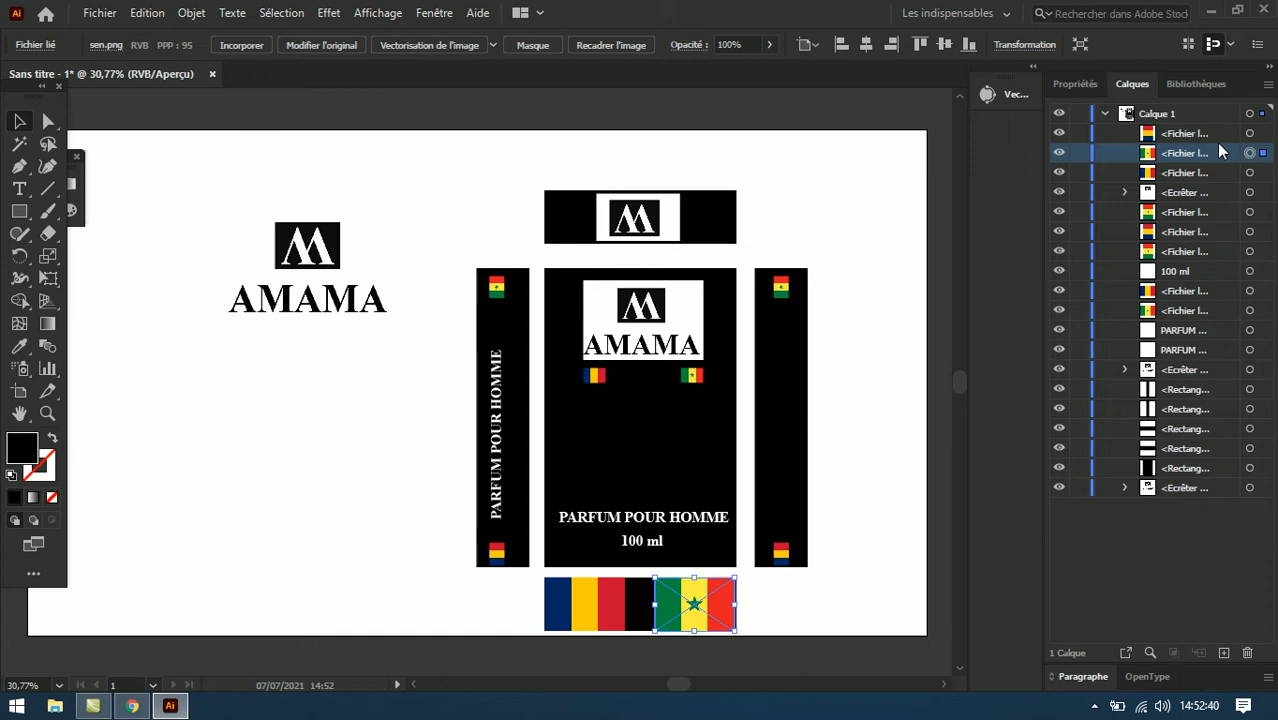 Ai Fichier Edition Objet Texte Sélection Effet Affichage Fenêtre Aide Les indispensables Rechercher dans Adobe Stock
Fichier lié sen.png RVB PPP : 95 Incorporer Modifier l'original Vectorisation de l'image Masque Recadrer l'image Opacité : 100% Transformation
Sans titre - 1* @ 30,77% (RVB/Aperçu)
Vec...
Propriétés Calques Bibliothèques
Calque 1
<Fichier l...
<Fichier l...
<Fichier l...
<Ecrêter ...
<Fichier l...
<Fichier l...
<Fichier l...
100 ml
<Fichier l...
<Fichier l...
PARFUM ...
PARFUM ...
<Ecrêter ...
<Rectang...
<Rectang...
<Rectang...
<Rectang...
<Rectang...
<Ecrêter ...
AMAMA
AMAMA
PARFUM POUR HOMME
PARFUM POUR HOMME
100 ml
1 Calque
Paragraphe OpenType
30,77% 1 07/07/2021 14:52
Ai 14:52:40